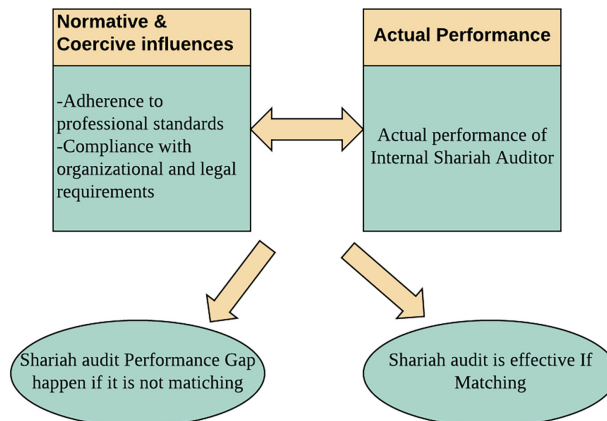 Normative &
Coercive influences
-Adherence to
professional standards
-Compliance with
organizational and legal
requirements
Actual Performance
Actual performance of
Internal Shariah Auditor
Shariah audit Performance Gap
happen if it is not matiching
Shariah audit is effective If
Matching